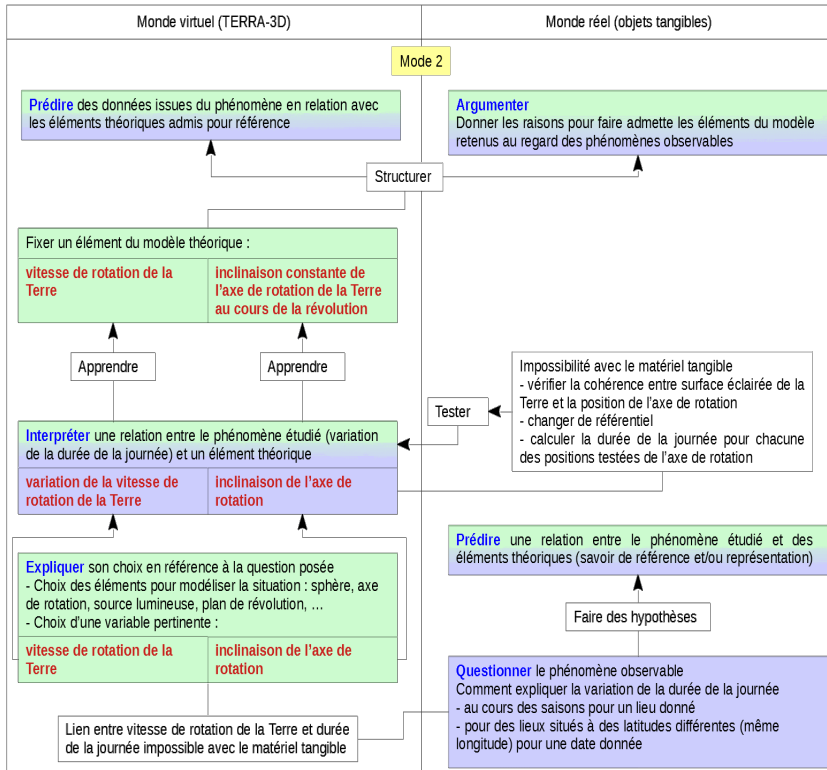 Monde virtuel (TERRA-3D)
Monde réel (objets tangibles)
Mode 2
Prédire des données issues du phénomène en relation avec
les éléments théoriques admis pour référence
Argumenter
Donner les raisons pour faire admette les éléments du modèle
retenus au regard des phénomènes observables
Structurer
Fixer un élément du modèle théorique :
vitesse de rotation de la
Terre
inclinaison constante de
l'axe de rotation de la Terre
au cours de la révolution
Apprendre
Apprendre
Impossibilité avec le matériel tangible
- vérifier la cohérence entre surface éclairée de la
Terre et la position de l'axe de rotation
- changer de référentiel
- calculer la durée de la journée pour chacune
des positions testées de l'axe de rotation
Tester
Interpréter une relation entre le phénomène étudié (variation
de la durée de la journée) et un élément théorique
variation de la vitesse de
rotation de la Terre
inclinaison de l'axe de
rotation
Prédire une relation entre le phénomène étudié et des
éléments théoriques (savoir de référence et/ou représentation)
Expliquer son choix en référence à la question posée
- Choix des éléments pour modéliser la situation : sphère, axe
de rotation, source lumineuse, plan de révolution, …
- Choix d'une variable pertinente :
vitesse de rotation de la
Terre
inclinaison de l'axe de
rotation
Faire des hypothèses
Questionner le phénomène observable
Comment expliquer la variation de la durée de la journée
- au cours des saisons pour un lieu donné
- pour des lieux situés à des latitudes différentes (même
longitude) pour une date donnée
Lien entre vitesse de rotation de la Terre et durée
de la journée impossible avec le matériel tangible